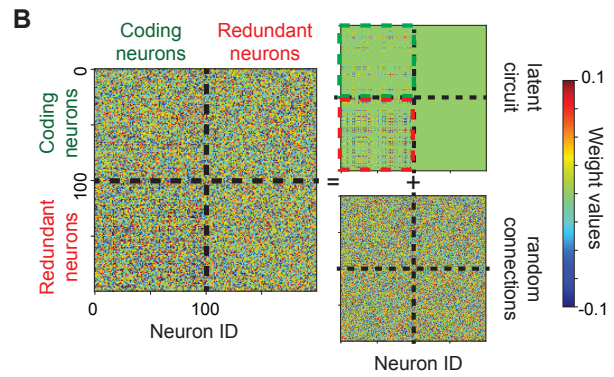 B
Coding
neurons
Redundant
neurons
0
100
Coding
neurons
Redundant
neurons
0
100
Neuron ID
=
latent
circuit
+
random
connections
Neuron ID
0.1
Weight values
-0.1